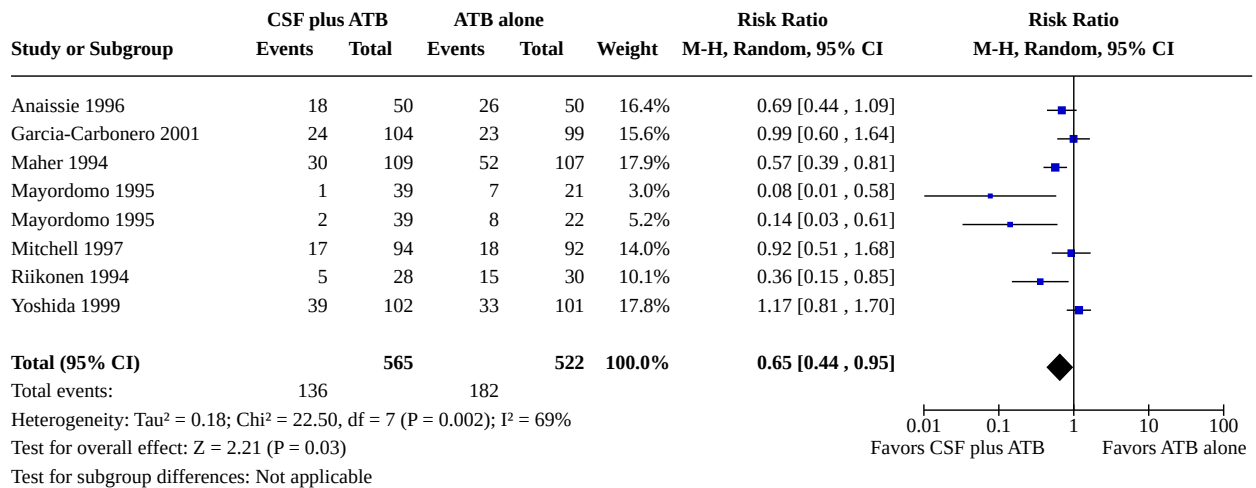 CSF plus ATB ATB alone Risk Ratio Risk Ratio
Study or Subgroup Events Total Events Total Weight M-H, Random, 95% CI M-H, Random, 95% CI
Anaissie 1996 18 50 26 50 16.4% 0.69 [0.44 , 1.09]
Garcia-Carbonero 2001 24 104 23 99 15.6% 0.99 [0.60 , 1.64]
Maher 1994 30 109 52 107 17.9% 0.57 [0.39 , 0.81]
Mayordomo 1995 1 39 7 21 3.0% 0.08 [0.01 , 0.58]
Mayordomo 1995 2 39 8 22 5.2% 0.14 [0.03 , 0.61]
Mitchell 1997 17 94 18 92 14.0% 0.92 [0.51 , 1.68]
Riikonen 1994 5 28 15 30 10.1% 0.36 [0.15 , 0.85]
Yoshida 1999 39 102 33 101 17.8% 1.17 [0.81 , 1.70]
Total (95% CI) 565 522 100.0% 0.65 [0.44 , 0.95]
Total events: 136 182
Heterogeneity: Tau² = 0.18; Chi² = 22.50, df = 7 (P = 0.002); I² = 69%
0.01 0.1 1 10 100
Test for overall effect: Z = 2.21 (P = 0.03) Favors CSF plus ATB Favors ATB alone
Test for subgroup differences: Not applicable